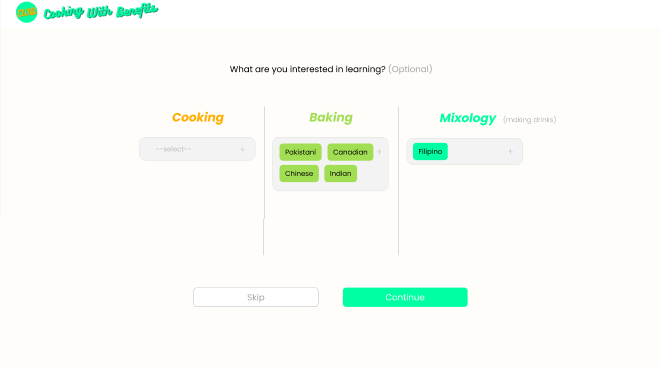 Cooking With Benefits
What are you interested in learning? (Optional)
Cooking
--select-- +
Baking
Pakistani Canadian +
Chinese Indian
Mixology (making drinks)
Filipino +
Skip
Continue